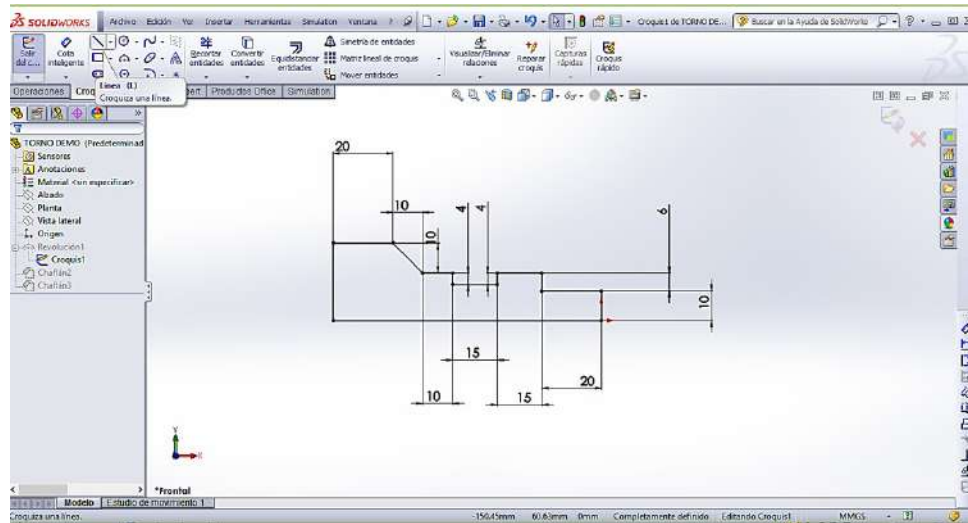 SOLIDWORKS Archivo Edición Ver Insertar Herramientas Simulation Ventana ? Croquis1 de TORNO DE... Buscar en la Ayuda de SolidWorks
Salir del c... Cota inteligente Recortar entidades Convertir entidades Equidistanciar entidades Simetría de entidades Matriz lineal de croquis Mover entidades Visualizar/Eliminar relaciones Reparar croquis Capturas rápidas Croquis rápido
Operaciones Croq Productos Office Simulation
Línea (L)
Croquiza una línea.
TORNO DEMO (Predeterminad
Sensores
A Anotaciones
Material <sin especificar>
Alzado
Planta
Vista lateral
Origen
Revolución1
Croquis1
Chaflán2
Chaflán3
20
10
10
4
4
6
10
15
20
10
15
Y
X
*Frontal
Modelo Estudio de movimiento 1
Croquiza una línea. -150.45mm 60.63mm 0mm Completamente definido Editando Croquis1 MMGS